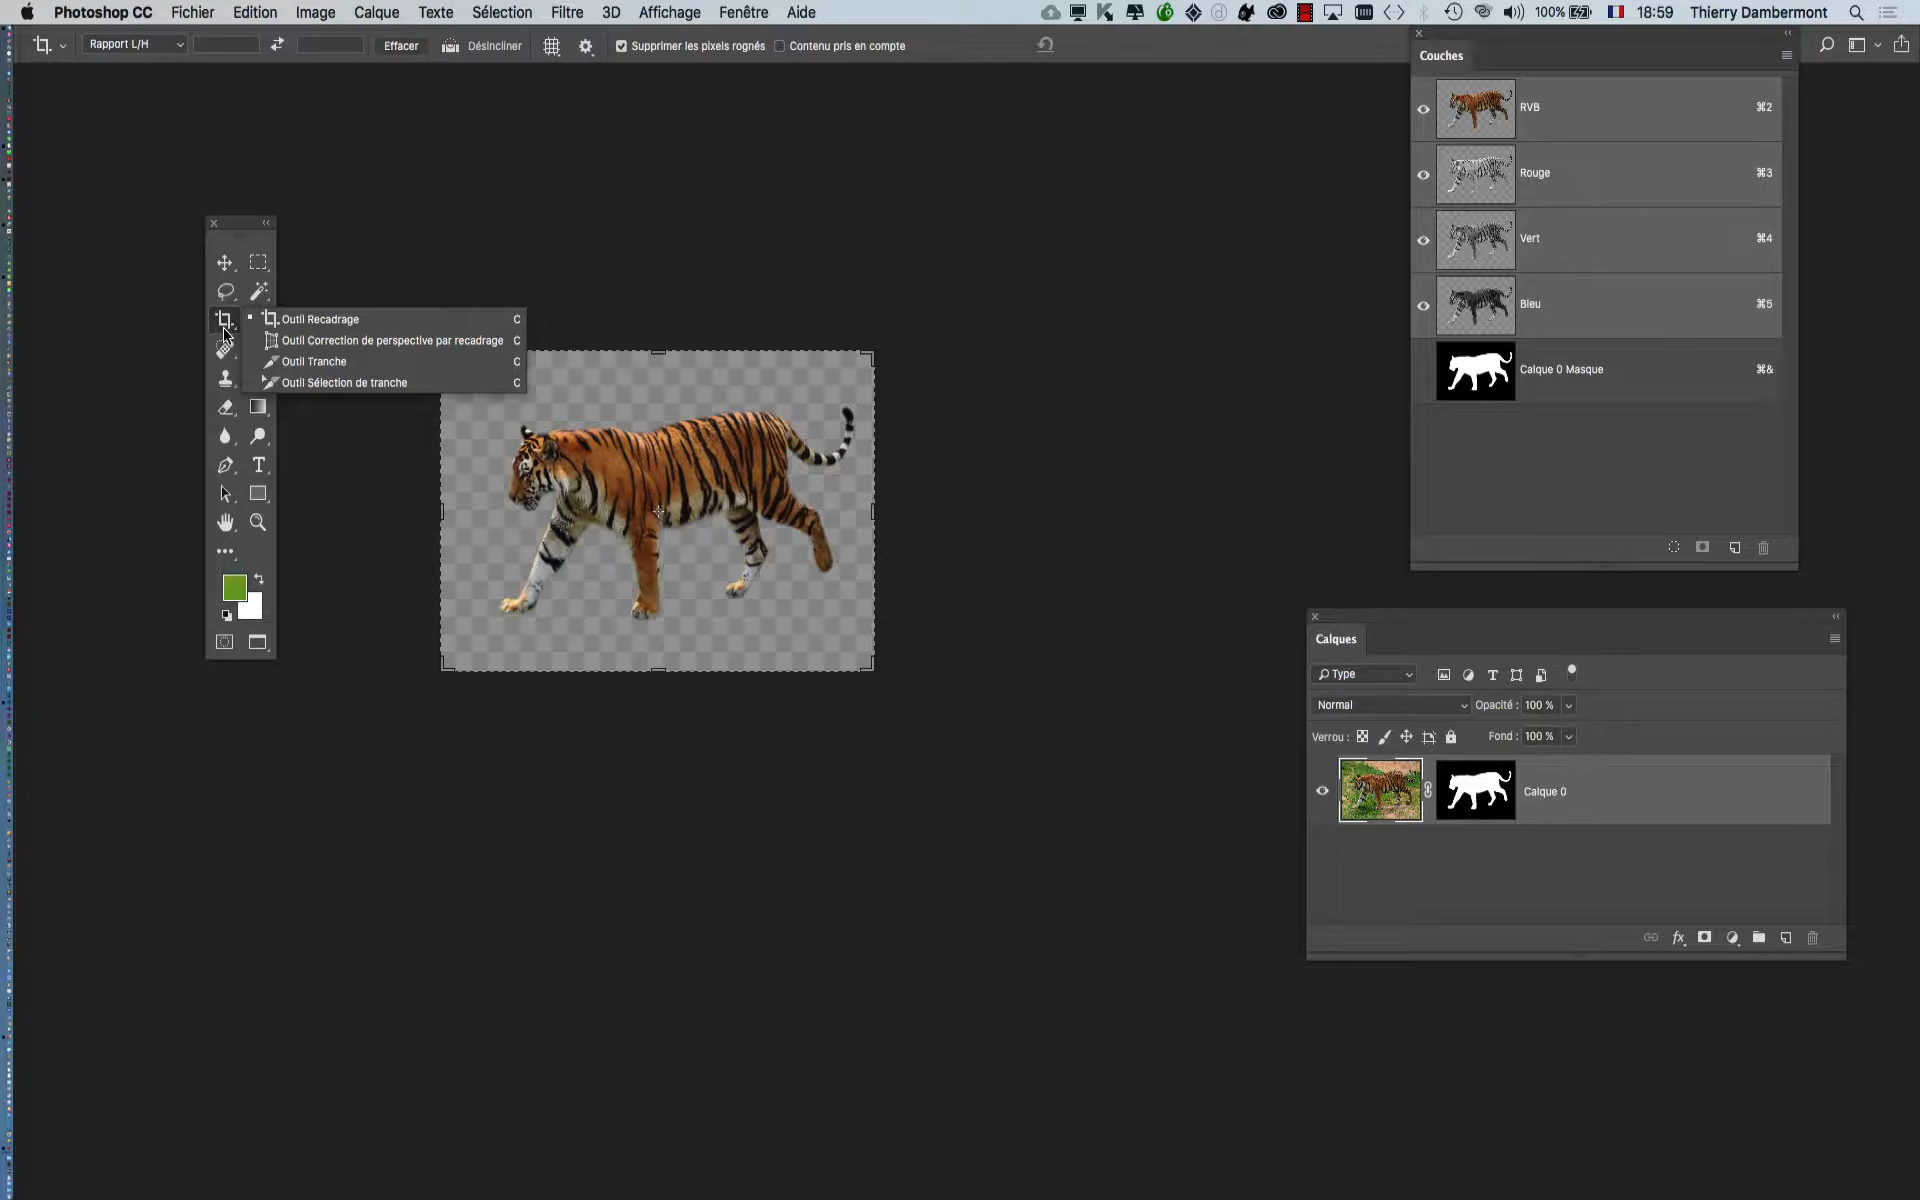 Photoshop CC Fichier Edition Image Calque Texte Sélection Filtre 3D Affichage Fenêtre Aide 100% 18:59 Thierry Dambermont
Rapport L/H Effacer Désincliner Supprimer les pixels rognés Contenu pris en compte
Couches
RVB ⌘2
Rouge ⌘3
Vert ⌘4
Bleu ⌘5
Calque 0 Masque ⌘&
Outil Recadrage C
Outil Correction de perspective par recadrage C
Outil Tranche C
Outil Sélection de tranche C
Calques
Type
Normal Opacité : 100 %
Verrou : Fond : 100 %
Calque 0
fx